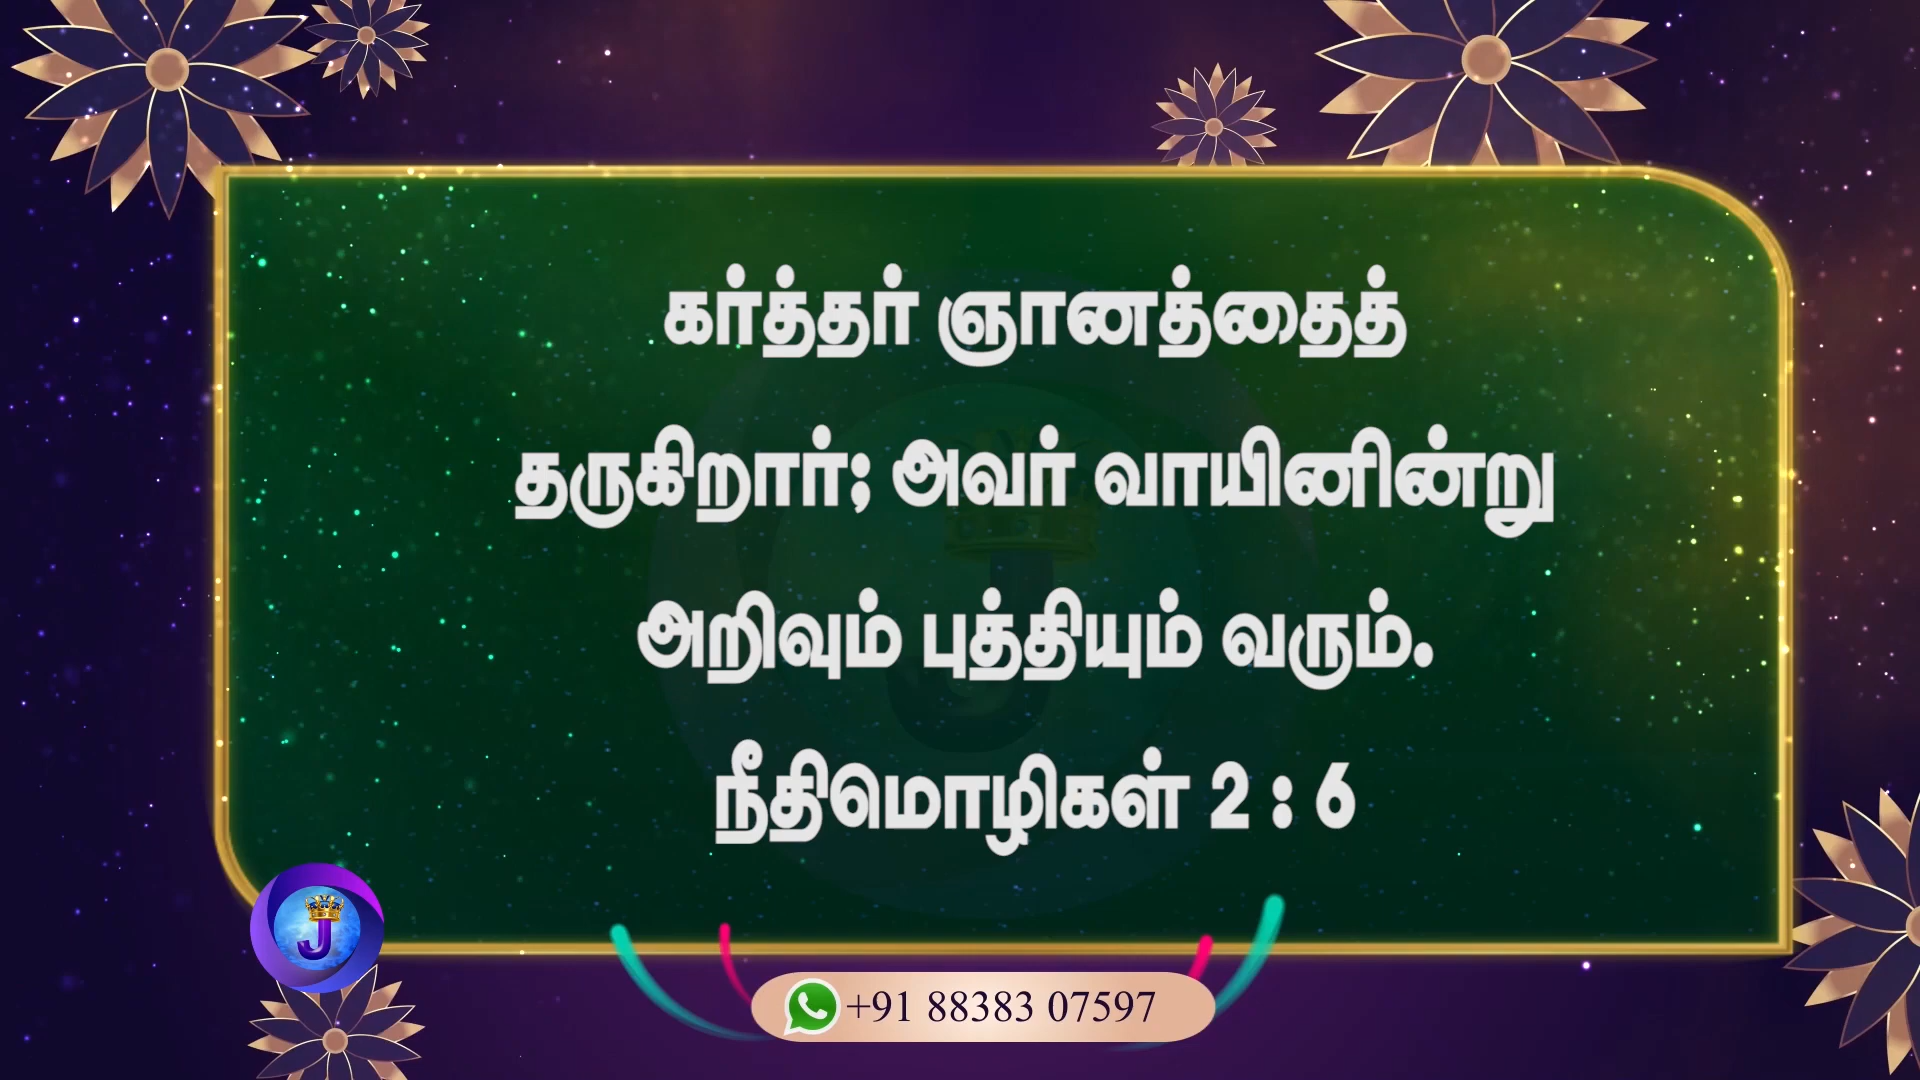 கர்த்தர் ஞானத்தைத்
தருகிறார்; அவர் வாயினின்று
அறிவும் புத்தியும் வரும்.
நீதிமொழிகள் 2 : 6
J
+91 88383 07597